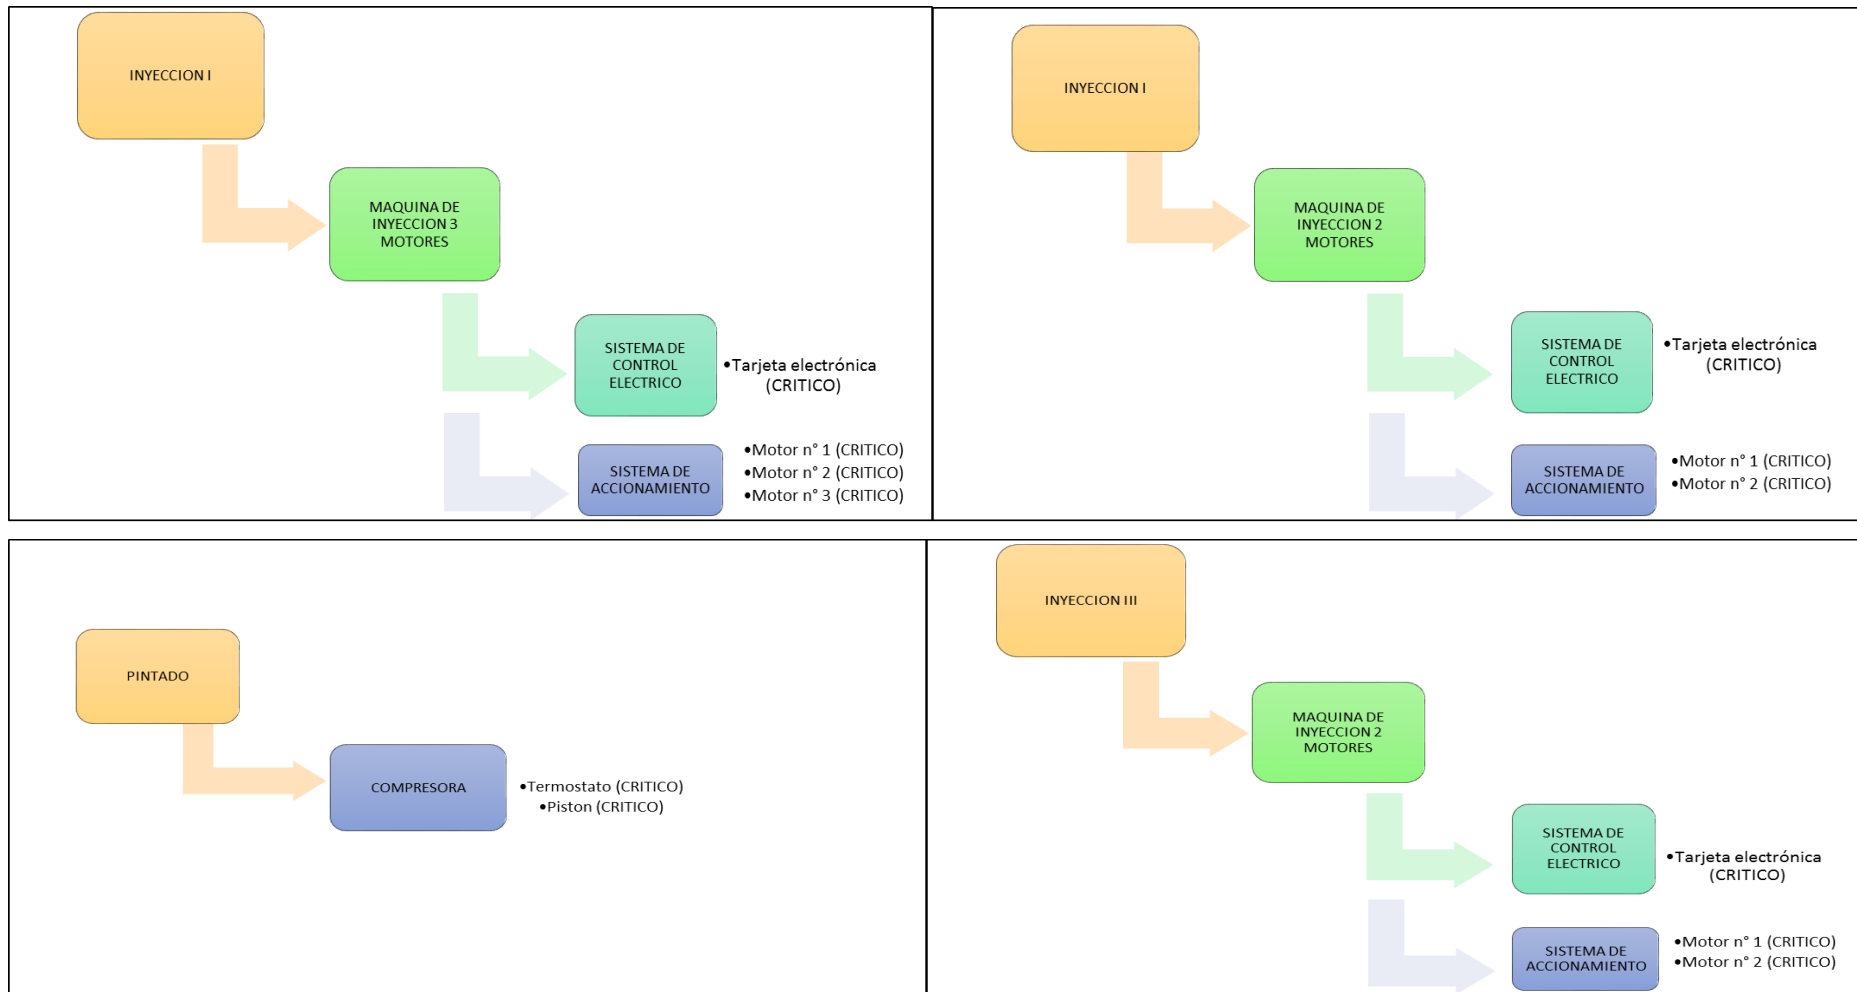 INYECCION I
MAQUINA DE
INYECCION 3
MOTORES
SISTEMA DE
CONTROL
ELECTRICO
•Tarjeta electrónica
(CRITICO)
SISTEMA DE
ACCIONAMIENTO
•Motor n° 1 (CRITICO)
•Motor n° 2 (CRITICO)
•Motor n° 3 (CRITICO)
INYECCION I
MAQUINA DE
INYECCION 2
MOTORES
SISTEMA DE
CONTROL
ELECTRICO
•Tarjeta electrónica
(CRITICO)
SISTEMA DE
ACCIONAMIENTO
•Motor n° 1 (CRITICO)
•Motor n° 2 (CRITICO)
PINTADO
COMPRESORA
•Termostato (CRITICO)
•Piston (CRITICO)
INYECCION III
MAQUINA DE
INYECCION 2
MOTORES
SISTEMA DE
CONTROL
ELECTRICO
•Tarjeta electrónica
(CRITICO)
SISTEMA DE
ACCIONAMIENTO
•Motor n° 1 (CRITICO)
•Motor n° 2 (CRITICO)